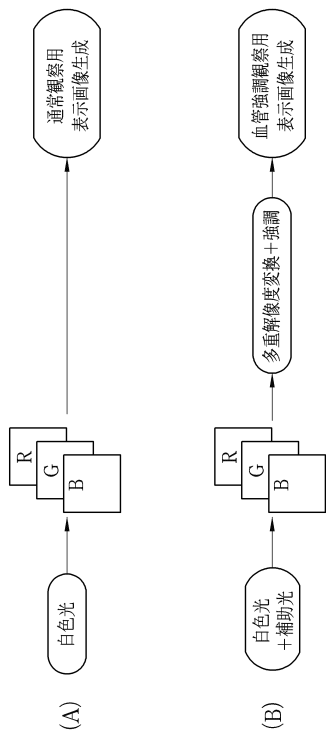 (A)
白色光
R
G
B
通常観察用
表示画像生成
(B)
白色光
＋補助光
R
G
B
多重解像度変換＋強調
血管強調観察用
表示画像生成